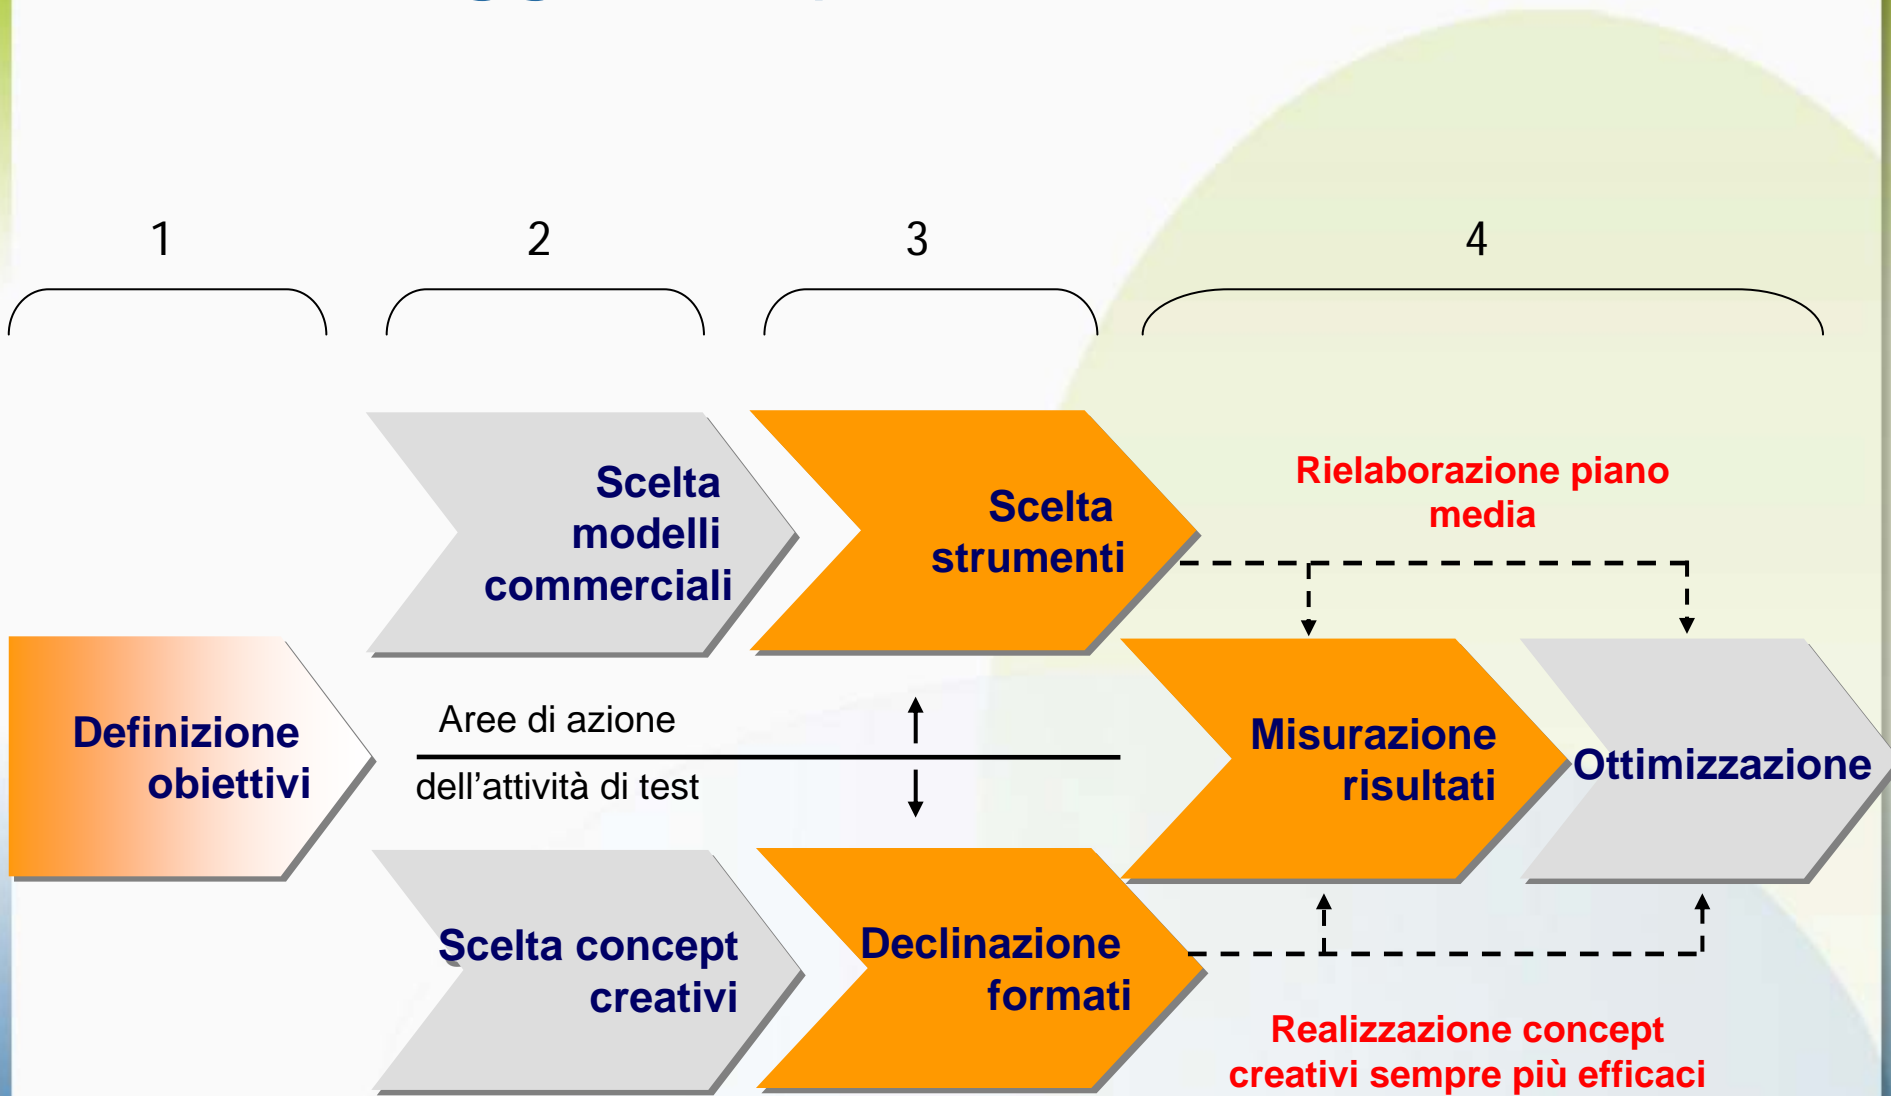 1
2
3
4
Scelta
modelli
commerciali
Scelta
strumenti
Rielaborazione piano
media
Definizione
obiettivi
Aree di azione
dell’attività di test
Misurazione
risultati
Ottimizzazione
Scelta concept
creativi
Declinazione
formati
Realizzazione concept
creativi sempre più efficaci